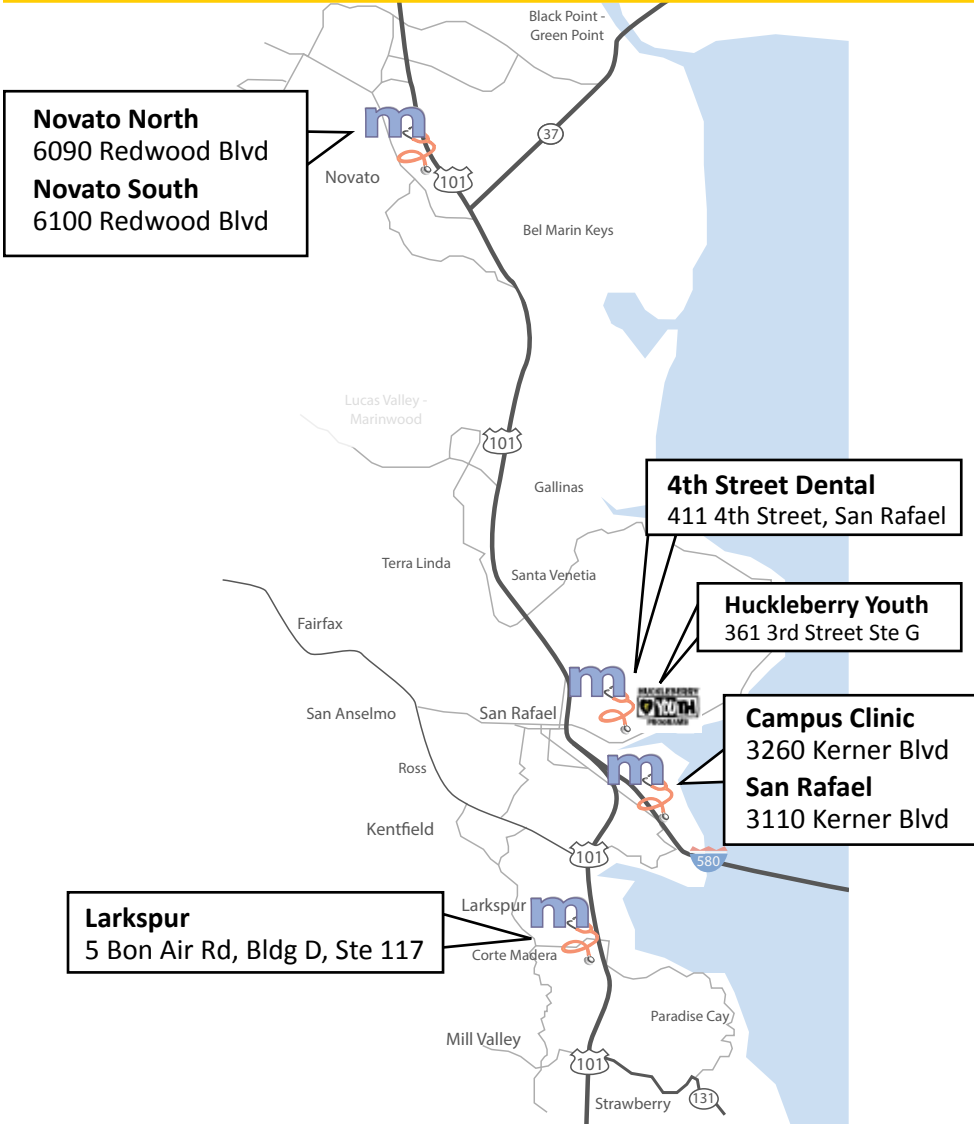 Black Point -
Green Point
Novato North
6090 Redwood Blvd
Novato South
6100 Redwood Blvd
m
37
Novato
101
Bel Marin Keys
Lucas Valley -
Marinwood
101
Gallinas
4th Street Dental
411 4th Street, San Rafael
Terra Linda
Santa Venetia
Huckleberry Youth
361 3rd Street Ste G
Fairfax
m
HUCKLEBERRY
YOUTH
PROGRAMS
San Anselmo
San Rafael
Campus Clinic
3260 Kerner Blvd
San Rafael
3110 Kerner Blvd
m
Ross
Kentfield
101
580
Larkspur
m
Larkspur
5 Bon Air Rd, Bldg D, Ste 117
Corte Madera
Paradise Cay
Mill Valley
101
131
Strawberry